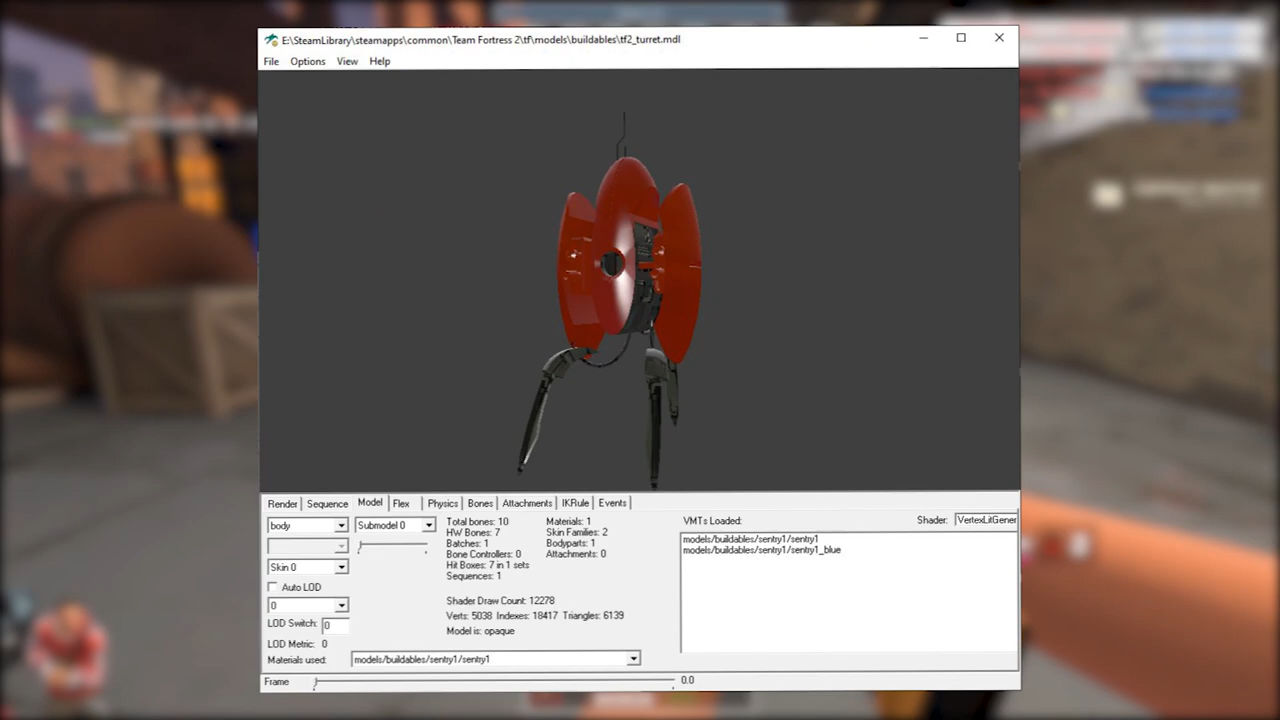 E:\SteamLibrary\steamapps\common\Team Fortress 2\tf\models\buildables\tf2_turret.mdl
File Options View Help
Render Sequence Model Flex Physics Bones Attachments IKRule Events
body Submodel 0
Skin 0
Auto LOD
0
LOD Switch: 0
LOD Metric: 0
Materials used: models/buildables/sentry1/sentry1
Total bones: 10
HW Bones: 7
Batches: 1
Bone Controllers: 0
Hit Boxes: 7 in 1 sets
Sequences: 1
Shader Draw Count: 12278
Verts: 5038 Indexes: 18417 Triangles: 6139
Model is: opaque
Materials: 1
Skin Families: 2
Bodyparts: 1
Attachments: 0
VMTs Loaded: Shader: VertexLitGener
models/buildables/sentry1/sentry1
models/buildables/sentry1/sentry1_blue
Frame 0.0